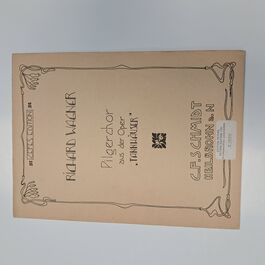 RICHARD WAGNER
Pilgerchor
aus der Oper
„TANNHÄUSER"
C.F. SCHMIDT
HEILBRONN a. N